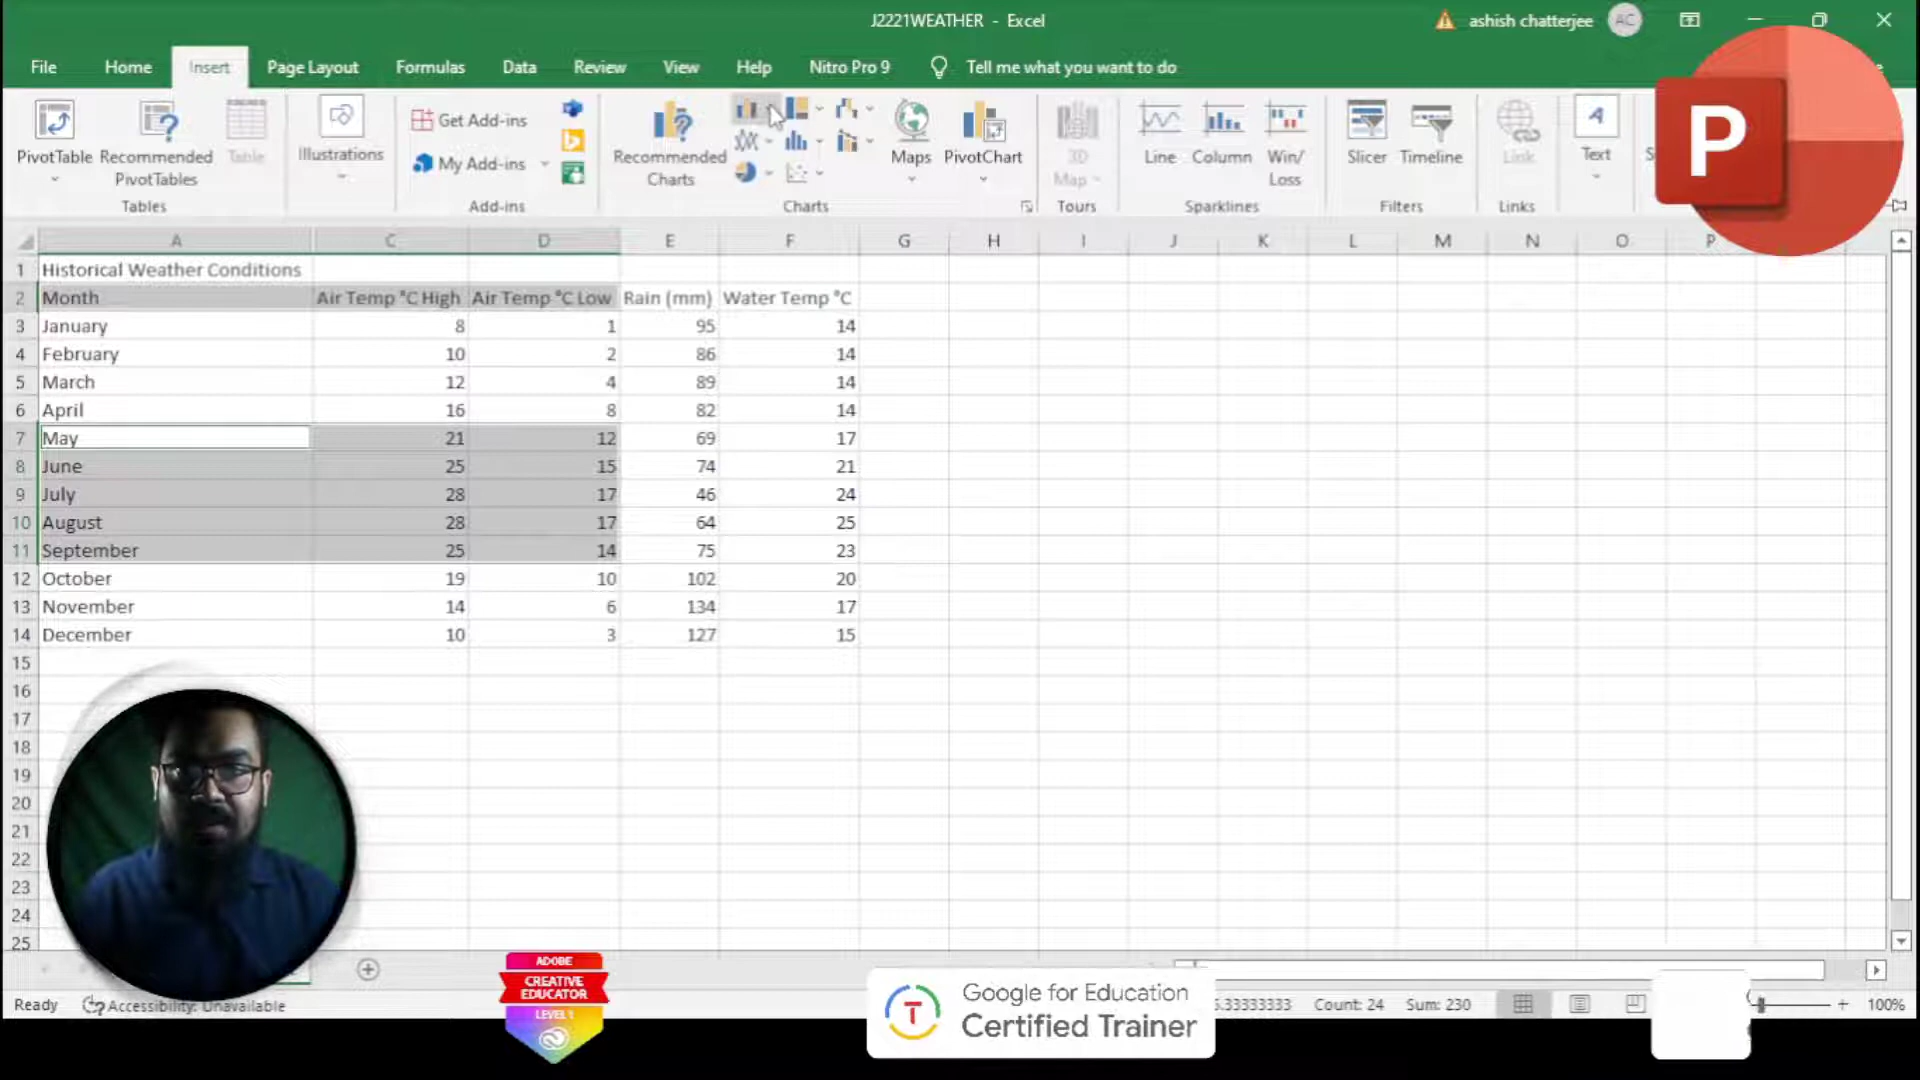 J2221WEATHER - Excel
ashish chatterjee AC
File Home Insert Page Layout Formulas Data Review View Help Nitro Pro 9 Tell me what you want to do
PivotTable
Recommended PivotTables
Table
Illustrations
Get Add-ins
My Add-ins
Recommended Charts
Maps
PivotChart
3D Map
Line
Column
Win/ Loss
Slicer
Timeline
Link
Text
P
Tables Add-ins Charts Tours Sparklines Filters Links
A C D E F G H I J K L M N O P
1 Historical Weather Conditions
2 Month Air Temp °C High Air Temp °C Low Rain (mm) Water Temp °C
3 January 8 1 95 14
4 February 10 2 86 14
5 March 12 4 89 14
6 April 16 8 82 14
7 May 21 12 69 17
8 June 25 15 74 21
9 July 28 17 46 24
10 August 28 17 64 25
11 September 25 14 75 23
12 October 19 10 102 20
13 November 14 6 134 17
14 December 10 3 127 15
15
16
17
18
19
20
21
22
23
24
25
ADOBE
CREATIVE
EDUCATOR
LEVEL 1
T
Google for Education
Certified Trainer
Ready Accessibility: Unavailable
Count: 24 Sum: 230 100%